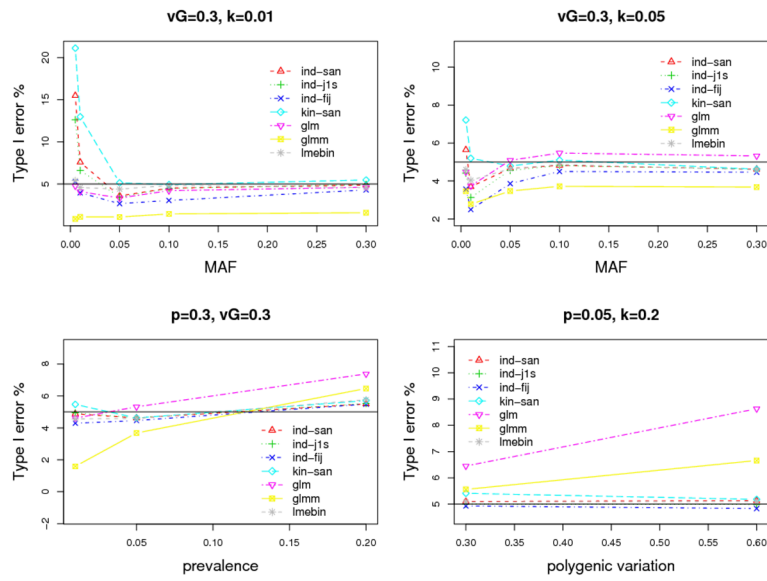 vG=0.3, k=0.01
Type I error %
20
15
10
5
0.00 0.05 0.10 0.15 0.20 0.25 0.30
MAF
ind-san
ind-j1s
ind-fij
kin-san
glm
glmm
lmebin
vG=0.3, k=0.05
Type I error %
10
8
6
4
2
0.00 0.05 0.10 0.15 0.20 0.25 0.30
MAF
ind-san
ind-j1s
ind-fij
kin-san
glm
glmm
lmebin
p=0.3, vG=0.3
Type I error %
8
6
4
2
0
-2
0.05 0.10 0.15 0.20
prevalence
ind-san
ind-j1s
ind-fij
kin-san
glm
glmm
lmebin
p=0.05, k=0.2
Type I error %
11
10
9
8
7
6
5
0.30 0.35 0.40 0.45 0.50 0.55 0.60
polygenic variation
ind-san
ind-j1s
ind-fij
kin-san
glm
glmm
lmebin